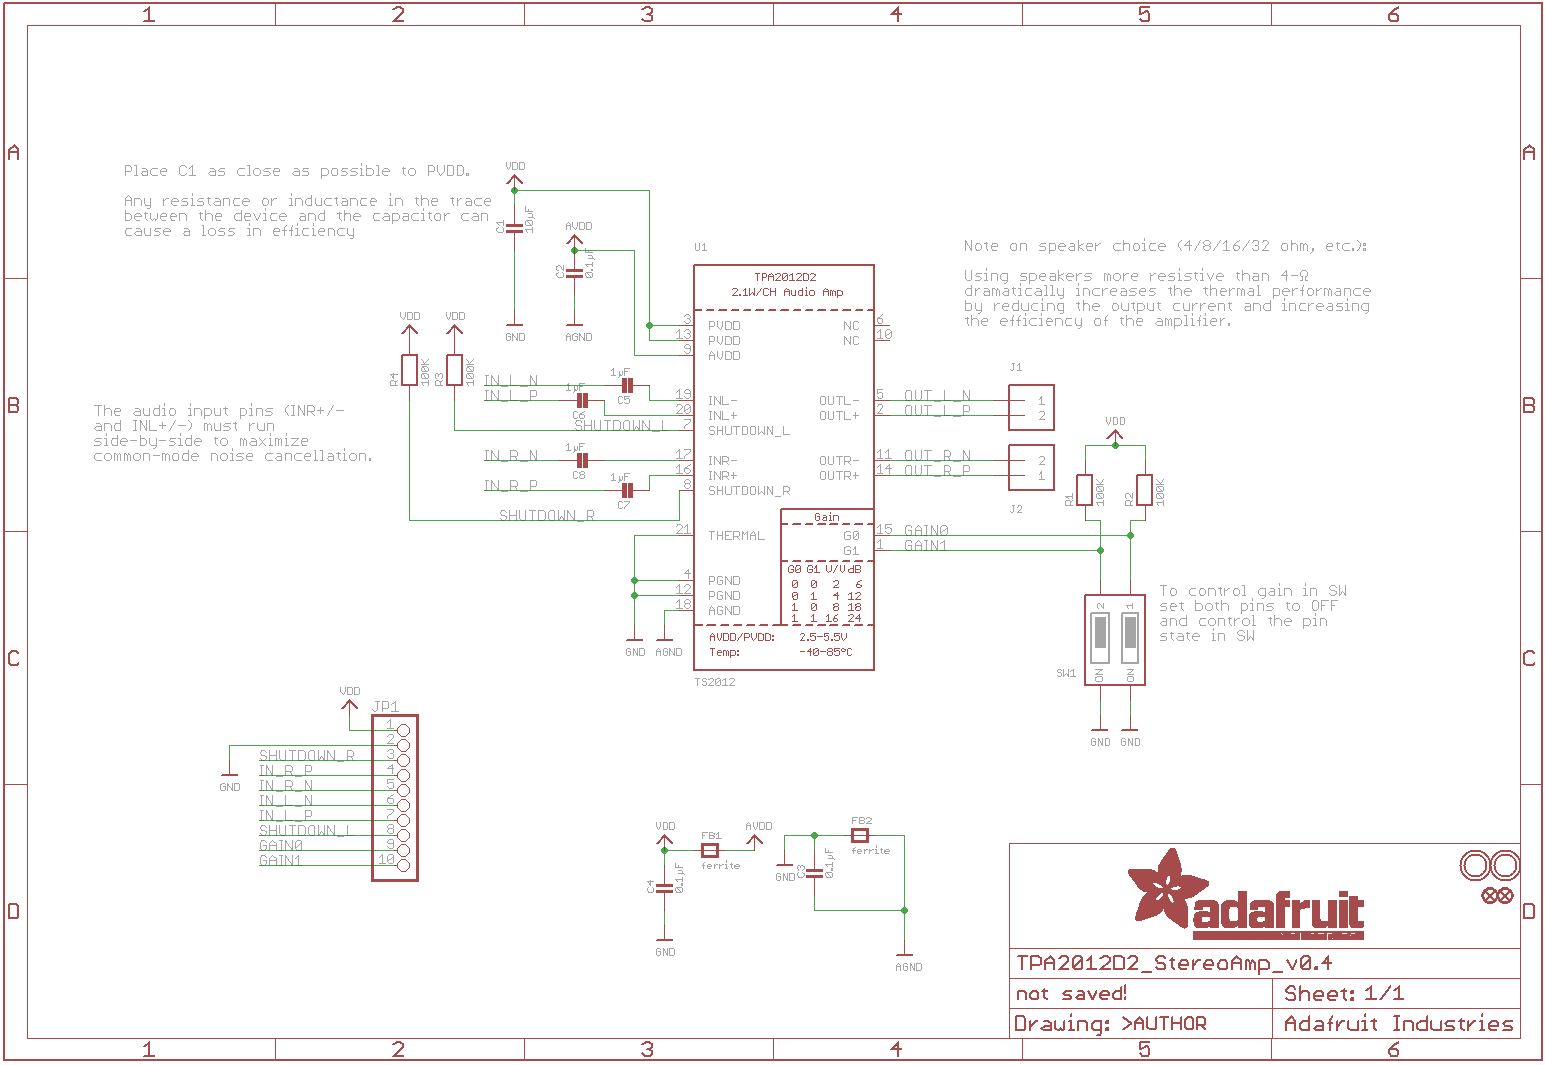 1 2 3 4 5 6
A A
B B
C C
D D
Place C1 as close as possible to PVDD.
Any resistance or inductance in the trace
between the device and the capacitor can
cause a loss in efficiency
VDD
C1
10µF
GND
AVDD
C2
0.1µF
AGND
VDD
R4
100K
VDD
R3
100K
The audio input pins (INR+/-
and INL+/-) must run
side-by-side to maximize
common-mode noise cancellation.
IN_L_N
1µF
C5
IN_L_P
1µF
C6
SHUTDOWN_L
IN_R_N
1µF
C8
IN_R_P
1µF
C7
SHUTDOWN_R
U1
TPA2012D2
2.1W/CH Audio Amp
3 PVDD NC 6
13 PVDD NC 10
9 AVDD
19 INL- OUTL- 5
20 INL+ OUTL+ 2
7 SHUTDOWN_L
17 INR- OUTR- 11
16 INR+ OUTR+ 14
8 SHUTDOWN_R
Gain
21 THERMAL G0 15
G1 1
G0 G1 V/V dB
0 0 2 6
0 1 4 12
1 0 8 18
1 1 16 24
4 PGND
12 PGND
18 AGND
AVDD/PVDD: 2.5-5.5V
Temp: -40-85°C
TS2012
GND AGND
Note on speaker choice (4/8/16/32 ohm, etc.):
Using speakers more resistive than 4-Ω
dramatically increases the thermal performance
by reducing the output current and increasing
the efficiency of the amplifier.
J1
OUT_L_N 1
OUT_L_P 2
OUT_R_N 2
OUT_R_P 1
J2
VDD
R1
100K
R2
100K
GAIN0
GAIN1
2 1
ON ON
SW1
GND GND
To control gain in SW
set both pins to OFF
and control the pin
state in SW
VDD
JP1
1
2
SHUTDOWN_R 3
IN_R_P 4
IN_R_N 5
IN_L_N 6
IN_L_P 7
SHUTDOWN_L 8
GAIN0 9
GAIN1 10
GND
VDD
FB1
ferrite
AVDD
C4
0.1µF
GND
FB2
ferrite
GND
C3
0.1µF
AGND
adafruit
TPA2012D2_StereoAmp_v0.4
not saved!
Sheet: 1/1
Drawing: >AUTHOR
Adafruit Industries
1 2 3 4 5 6